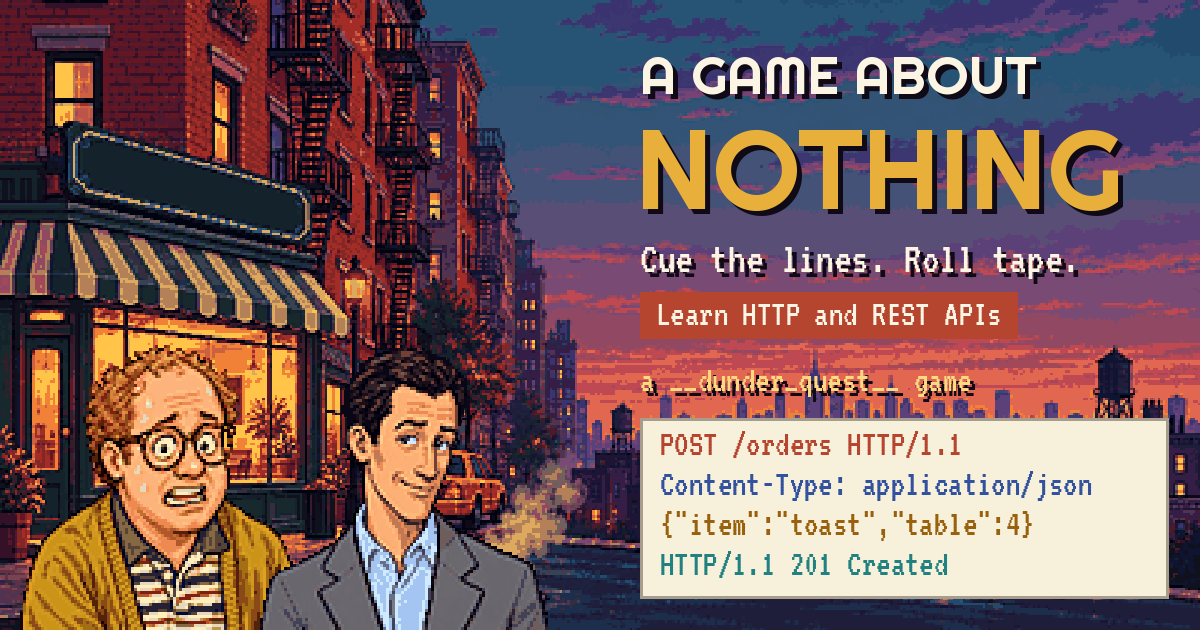 A GAME ABOUT
NOTHING
Cue the lines. Roll tape.
Learn HTTP and REST APIs
a __dunder_quest__ game
POST /orders HTTP/1.1
Content-Type: application/json
{"item":"toast","table":4}
HTTP/1.1 201 Created